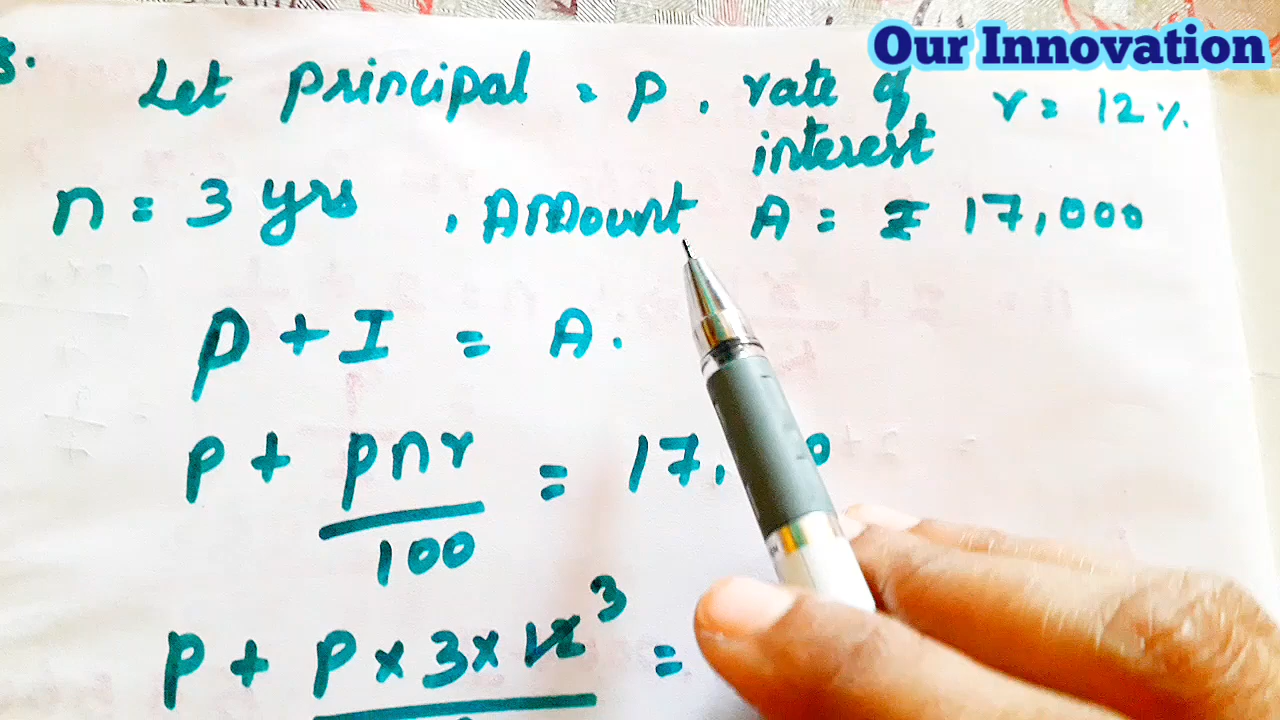 Our Innovation
3. Let principal = P, rate of interest r = 12%
n = 3 yrs, Amount A = ₹ 17,000
P + I = A.
P + pnr/100 = 17,
P + P × 3 × 12 3 =